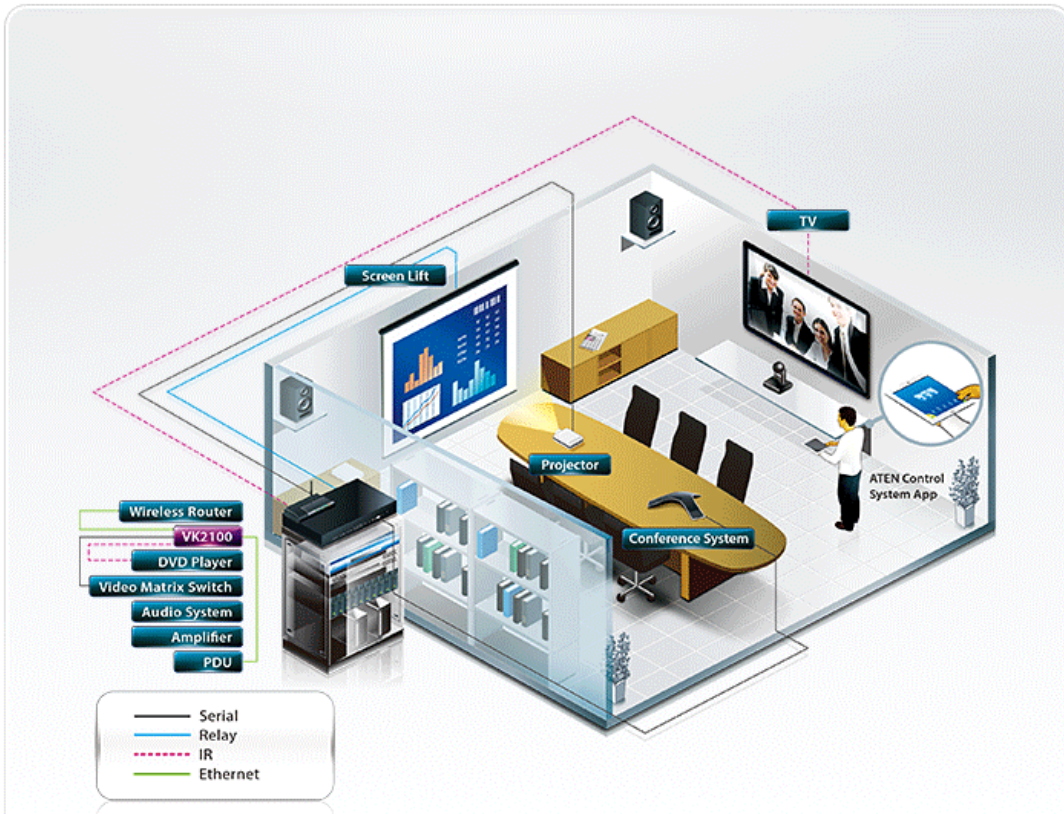 TV
Screen Lift
Projector
ATEN Control
System App
Conference System
Wireless Router
VK2100
DVD Player
Video Matrix Switch
Audio System
Amplifier
PDU
Serial
Relay
IR
Ethernet